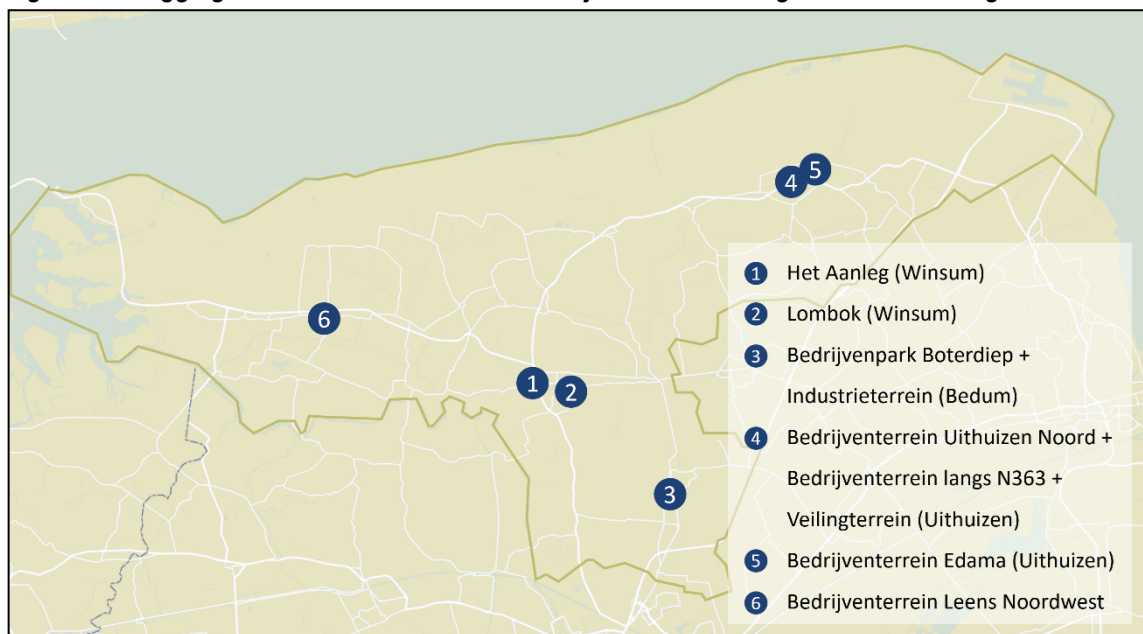 6
4
5
1
2
3
1 Het Aanleg (Winsum)
2 Lombok (Winsum)
3 Bedrijvenpark Boterdiep +
Industrieterrein (Bedum)
4 Bedrijventerrein Uithuizen Noord +
Bedrijventerrein langs N363 +
Veilingterrein (Uithuizen)
5 Bedrijventerrein Edama (Uithuizen)
6 Bedrijventerrein Leens Noordwest